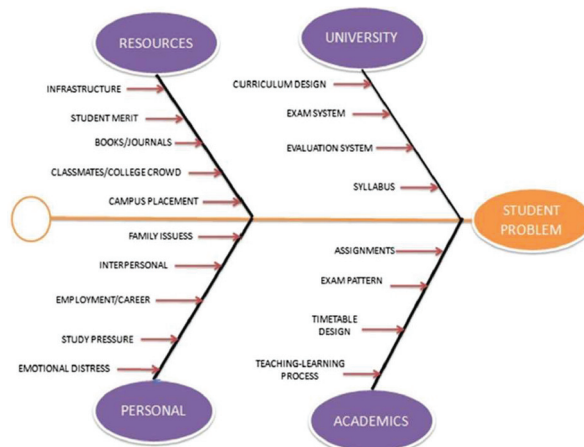 RESOURCES
UNIVERSITY
INFRASTRUCTURE
STUDENT MERIT
BOOKS/JOURNALS
CLASSMATES/COLLEGE CROWD
CAMPUS PLACEMENT
CURRICULUM DESIGN
EXAM SYSTEM
EVALUATION SYSTEM
SYLLABUS
STUDENT
PROBLEM
FAMILY ISSUESS
INTERPERSONAL
EMPLOYMENT/CAREER
STUDY PRESSURE
EMOTIONAL DISTRESS
ASSIGNMENTS
EXAM PATTERN
TIMETABLE
DESIGN
TEACHING-LEARNING
PROCESS
PERSONAL
ACADEMICS